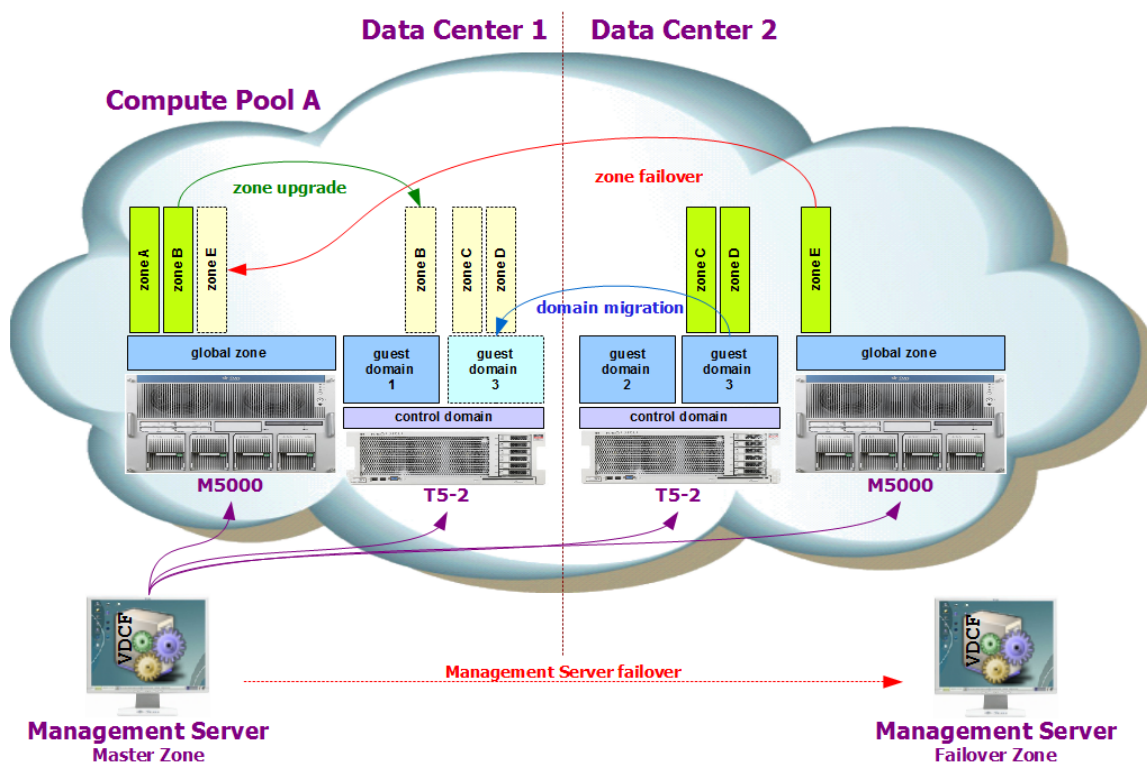 Data Center 1
Data Center 2
Compute Pool A
zone upgrade
zone failover
zone A
zone B
zone E
zone B
zone C
zone D
zone C
zone D
zone E
domain migration
global zone
guest
domain
1
guest
domain
3
guest
domain
2
guest
domain
3
global zone
control domain
control domain
M5000
T5-2
T5-2
M5000
VDCF
VDCF
Management Server failover
Management Server
Master Zone
Management Server
Failover Zone